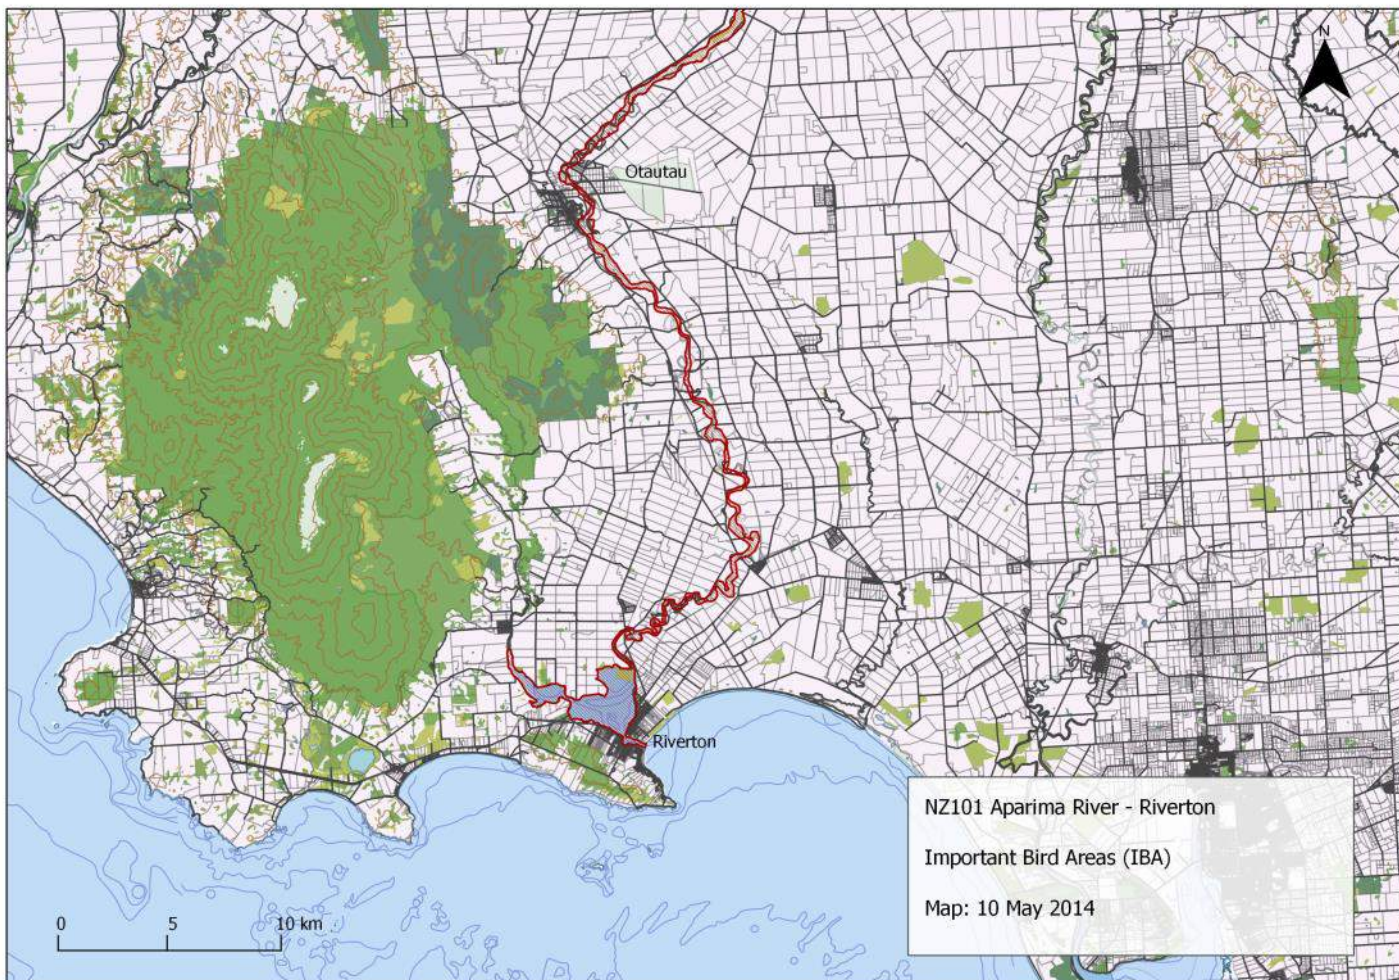 N
Otautau
Riverton
NZ101 Aparima River - Riverton
Important Bird Areas (IBA)
Map: 10 May 2014
0 5 10 km